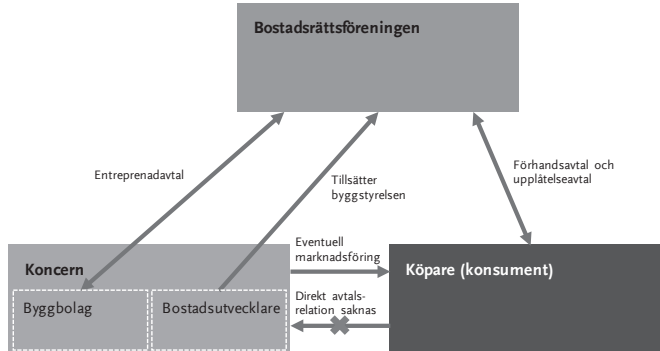 Bostadsrättsföreningen
Entreprenadavtal
Tillsätter
byggstyrelsen
Förhandsavtal och
upplåtelseavtal
Eventuell
marknadsföring
Koncern
Köpare (konsument)
Byggbolag
Bostadsutvecklare
Direkt avtals-
relation saknas